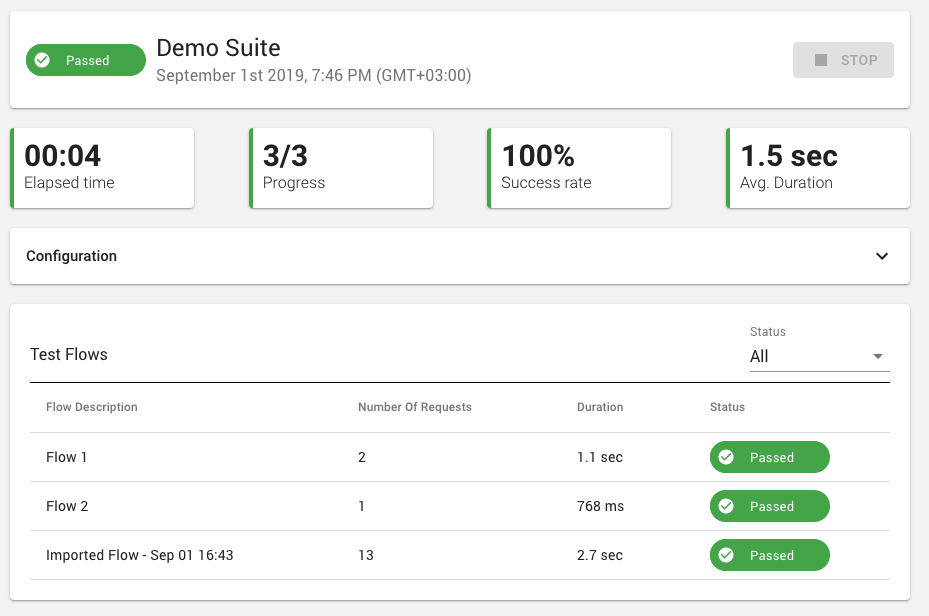 Passed
Demo Suite
September 1st 2019, 7:46 PM (GMT+03:00)
STOP
00:04
Elapsed time
3/3
Progress
100%
Success rate
1.5 sec
Avg. Duration
Configuration
Test Flows
Status
All
Flow Description Number Of Requests Duration Status
Flow 1 2 1.1 sec Passed
Flow 2 1 768 ms Passed
Imported Flow - Sep 01 16:43 13 2.7 sec Passed